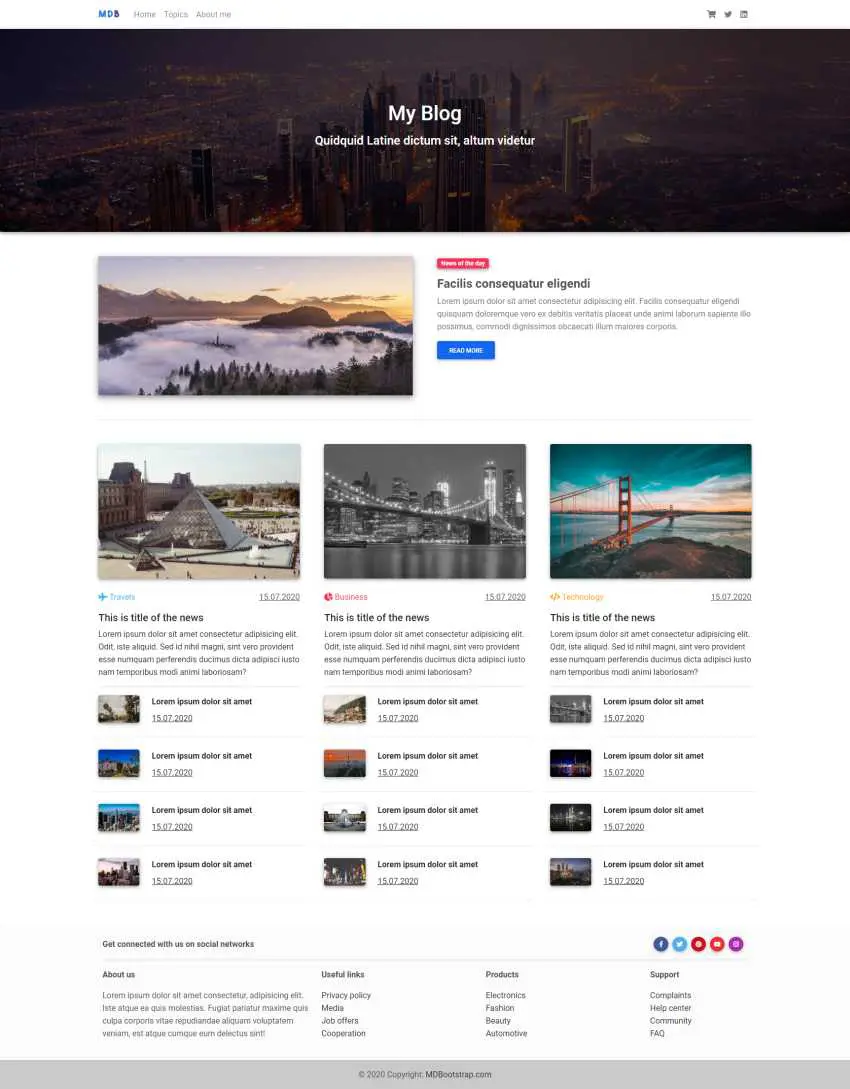 MDB Home Topics About me
My Blog
Quidquid Latine dictum sit, altum videtur
News of the day
Facilis consequatur eligendi
Lorem ipsum dolor sit amet consectetur adipisicing elit. Facilis consequatur eligendi
quisquam doloremque vero ex debitis veritatis placeat unde animi laborum sapiente illo
possimus, commodi dignissimos obcaecati illum maiores corporis.
READ MORE
Travels 15.07.2020
This is title of the news
Lorem ipsum dolor sit amet consectetur adipisicing elit.
Odit, iste aliquid. Sed id nihil magni, sint vero provident
esse numquam perferendis ducimus dicta adipisci iusto
nam temporibus modi animi laboriosam?
Lorem ipsum dolor sit amet
15.07.2020
Lorem ipsum dolor sit amet
15.07.2020
Lorem ipsum dolor sit amet
15.07.2020
Lorem ipsum dolor sit amet
15.07.2020
Business 15.07.2020
This is title of the news
Lorem ipsum dolor sit amet consectetur adipisicing elit.
Odit, iste aliquid. Sed id nihil magni, sint vero provident
esse numquam perferendis ducimus dicta adipisci iusto
nam temporibus modi animi laboriosam?
Lorem ipsum dolor sit amet
15.07.2020
Lorem ipsum dolor sit amet
15.07.2020
Lorem ipsum dolor sit amet
15.07.2020
Lorem ipsum dolor sit amet
15.07.2020
Technology 15.07.2020
This is title of the news
Lorem ipsum dolor sit amet consectetur adipisicing elit.
Odit, iste aliquid. Sed id nihil magni, sint vero provident
esse numquam perferendis ducimus dicta adipisci iusto
nam temporibus modi animi laboriosam?
Lorem ipsum dolor sit amet
15.07.2020
Lorem ipsum dolor sit amet
15.07.2020
Lorem ipsum dolor sit amet
15.07.2020
Lorem ipsum dolor sit amet
15.07.2020
Get connected with us on social networks
About us
Lorem ipsum dolor sit amet consectetur, adipisicing elit.
Iste atque ea quis molestias. Fugiat pariatur maxime quis
culpa corporis vitae repudiandae aliquam voluptatem
veniam, est atque cumque eum delectus sint!
Useful links
Privacy policy
Media
Job offers
Cooperation
Products
Electronics
Fashion
Beauty
Automotive
Support
Complaints
Help center
Community
FAQ
© 2020 Copyright: MDBootstrap.com